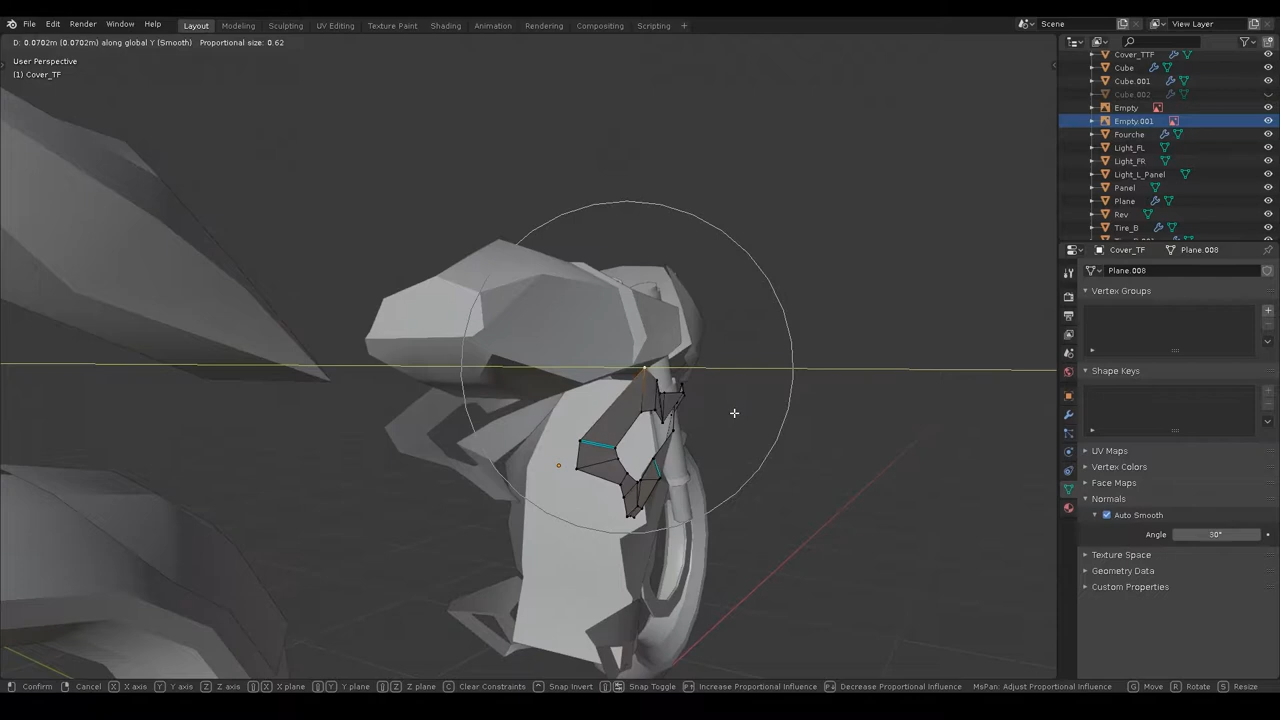 File Edit Render Window Help
Layout Modeling Sculpting UV Editing Texture Paint Shading Animation Rendering Compositing Scripting +
Scene
View Layer
D: 0.0702m (0.0702m) along global Y (Smooth) Proportional size: 0.62
User Perspective
(1) Cover_TF
Cover_TTF
Cube
Cube.001
Cube.002
Empty
Empty.001
Fourche
Light_FL
Light_FR
Light_L_Panel
Panel
Plane
Rev
Tire_B
Cover_TF
Plane.008
Plane.008
Vertex Groups
Shape Keys
UV Maps
Vertex Colors
Face Maps
Normals
Auto Smooth
Angle 30°
Texture Space
Geometry Data
Custom Properties
Confirm Cancel X X axis Y Y axis Z Z axis X X plane Y Y plane Z Z plane C Clear Constraints Snap Invert Snap Toggle Increase Proportional Influence Decrease Proportional Influence MsPan: Adjust Proportional Influence G Move R Rotate S Resize